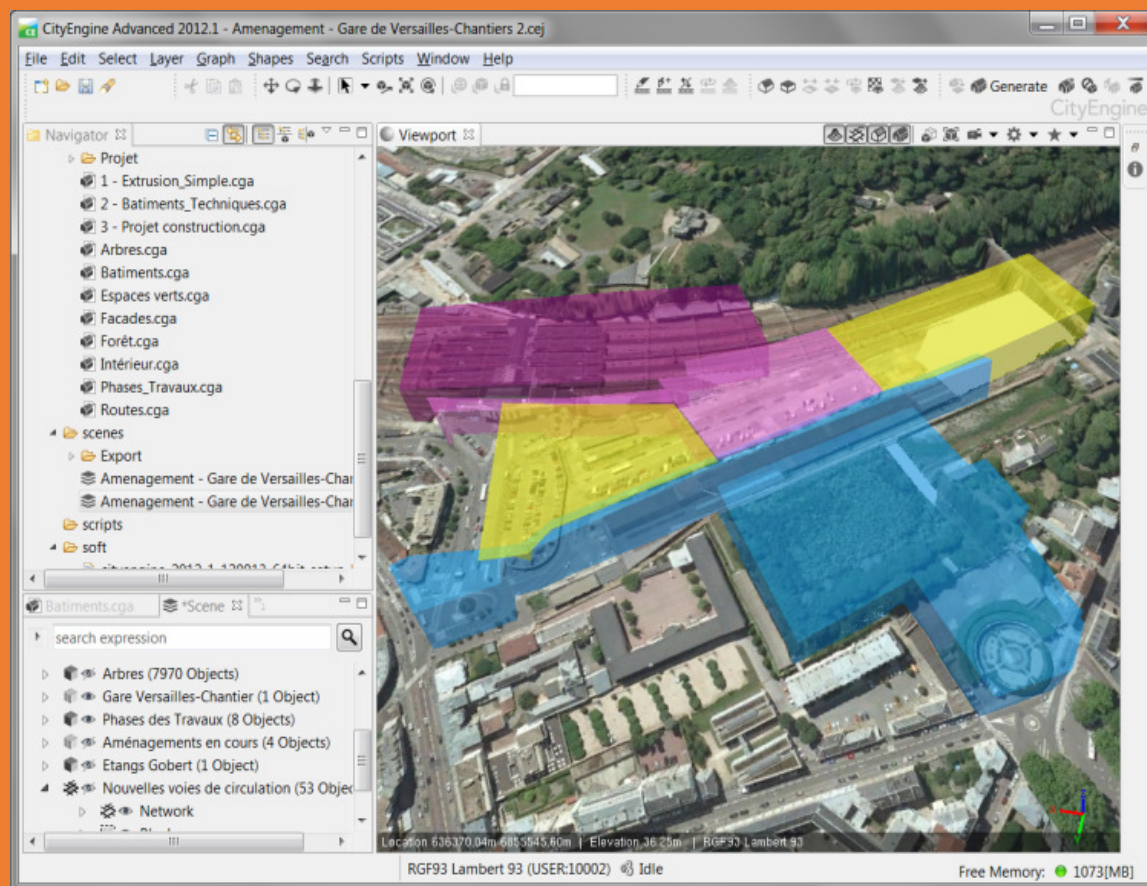 CityEngine Advanced 2012.1 - Amenagement - Gare de Versailles-Chantiers 2.cej
File Edit Select Layer Graph Shapes Search Scripts Window Help
Generate
CityEngine
Navigator
Projet
1 - Extrusion_Simple.cga
2 - Batiments_Techniques.cga
3 - Projet construction.cga
Arbres.cga
Batiments.cga
Espaces verts.cga
Facades.cga
Forêt.cga
Intérieur.cga
Phases_Travaux.cga
Routes.cga
scenes
Export
Amenagement - Gare de Versailles-Char
Amenagement - Gare de Versailles-Char
scripts
soft
Viewport
Batiments.cga *Scene
search expression
Arbres (7970 Objects)
Gare Versailles-Chantier (1 Object)
Phases des Travaux (8 Objects)
Aménagements en cours (4 Objects)
Etangs Gobert (1 Object)
Nouvelles voies de circulation (53 Objec
Network
Location 636370.04m 6855545.60m | Elevation 36.25m | RGF93 Lambert 93
RGF93 Lambert 93 (USER:10002) Idle
Free Memory: 1073[MB]